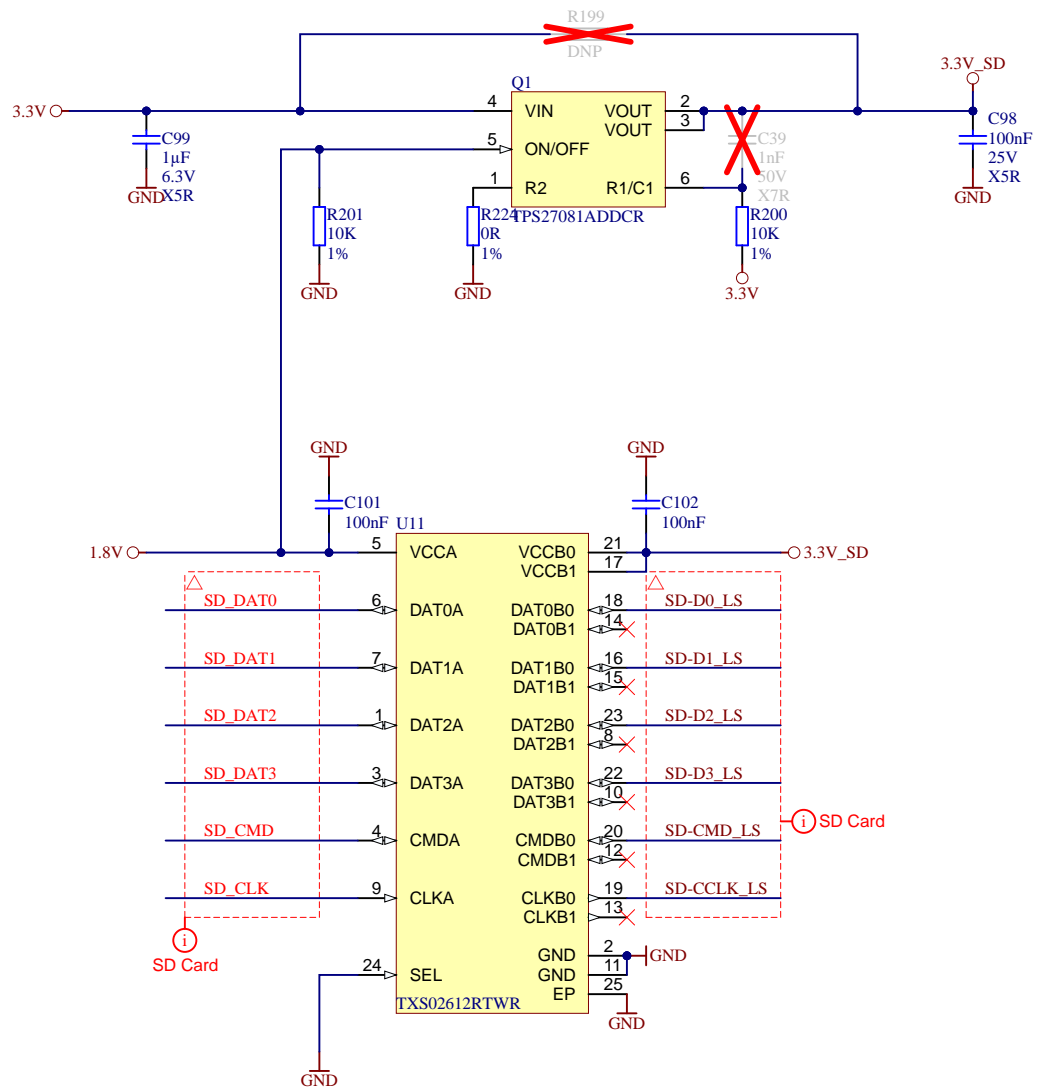 R199
DNP
3.3V
3.3V_SD
Q1
4 VIN VOUT 2
VOUT 3
5 ON/OFF
1 R2 R1/C1 6
TPS27081ADDCR
C99
1µF
6.3V
X5R
GND
C39
1nF
50V
X7R
C98
100nF
25V
X5R
GND
R201
10K
1%
GND
R224
0R
1%
GND
R200
10K
1%
3.3V
GND
C101
100nF
GND
C102
100nF
U11
1.8V
3.3V_SD
5 VCCA VCCB0 21
VCCB1 17
SD_DAT0 6 DAT0A DAT0B0 18 SD-D0_LS
DAT0B1 14
SD_DAT1 7 DAT1A DAT1B0 16 SD-D1_LS
DAT1B1 15
SD_DAT2 1 DAT2A DAT2B0 23 SD-D2_LS
DAT2B1 8
SD_DAT3 3 DAT3A DAT3B0 22 SD-D3_LS
DAT3B1 10
SD_CMD 4 CMDA CMDB0 20 SD-CMD_LS
CMDB1 12
i SD Card
SD_CLK 9 CLKA CLKB0 19 SD-CCLK_LS
CLKB1 13
i
SD Card
GND 2 GND
24 SEL GND 11
EP 25
TXS02612RTWR
GND
GND